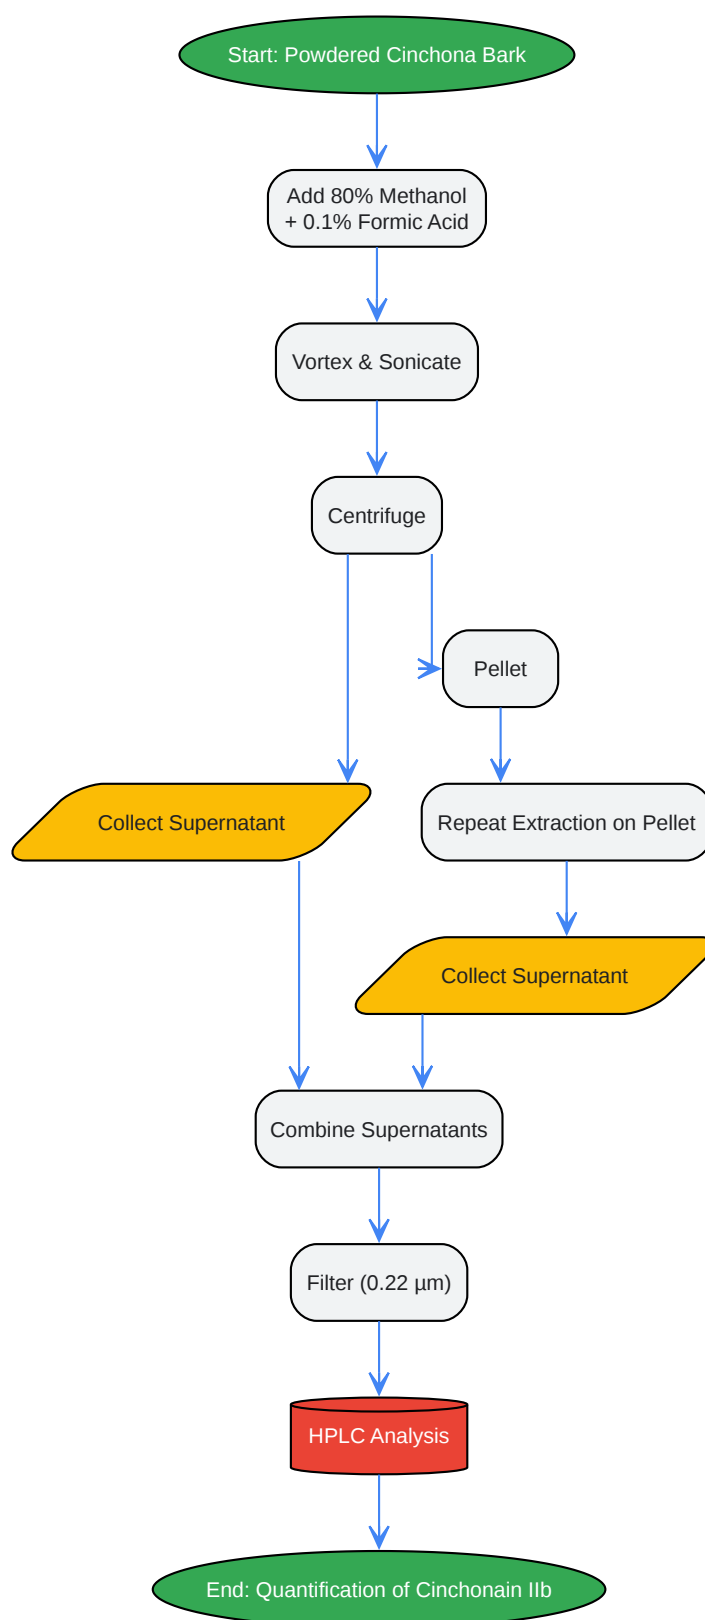 Start: Powdered Cinchona Bark
Add 80% Methanol
+ 0.1% Formic Acid
Vortex & Sonicate
Centrifuge
Pellet
Collect Supernatant
Repeat Extraction on Pellet
Collect Supernatant
Combine Supernatants
Filter (0.22 µm)
HPLC Analysis
End: Quantification of Cinchonain IIb